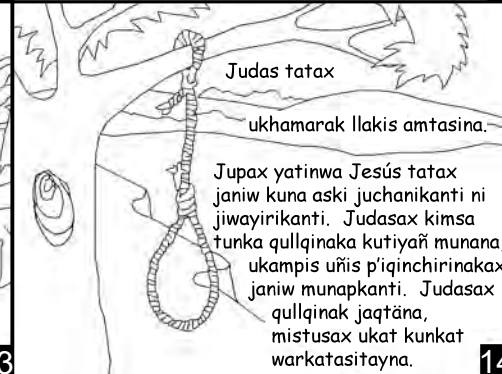 Judas tatax
ukhamarak llakis amtasina.
Jupax yatinwa Jesús tatax
janiw kuna aski juchanikanti ni
jiwayirikanti. Judasax kimsa
tunka qullqinaka kutiyañ munana,
ukampis uñis p'iqinchirinakax
janiw munapkanti. Judasax
qullqinak jaqtäna,
mistusax ukat kunkat
warkatasitayna.
3
14